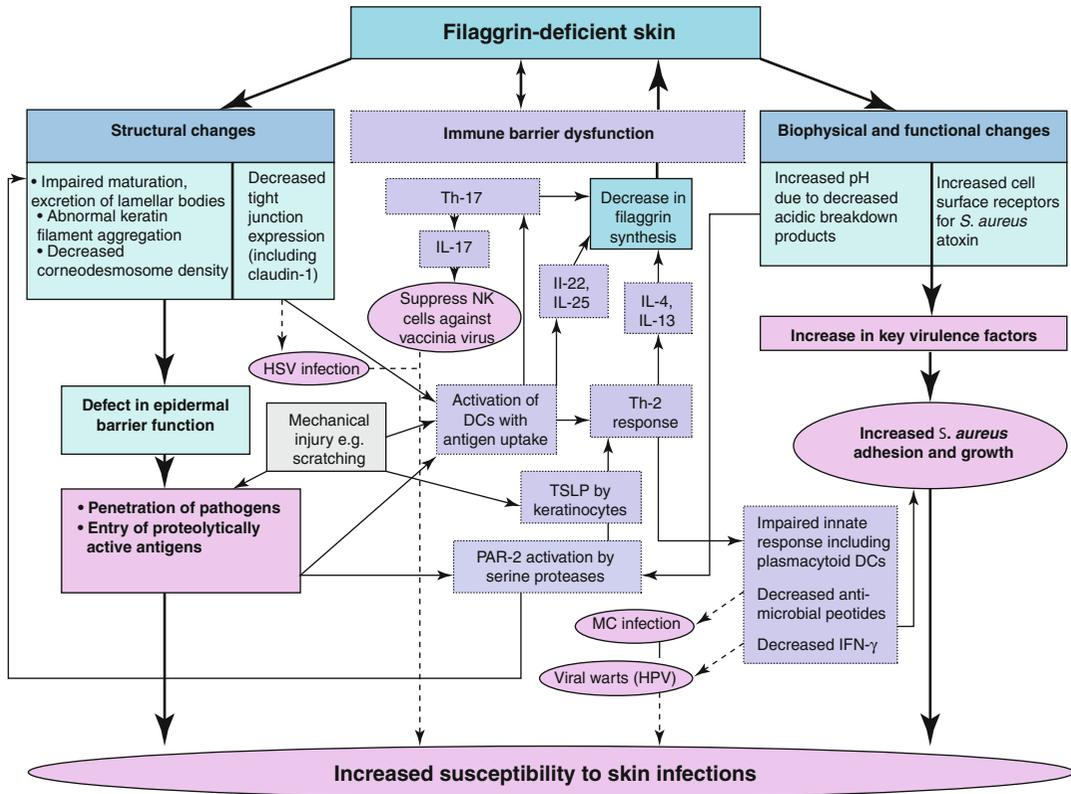 Filaggrin-deficient skin
Structural changes
• Impaired maturation,
excretion of lamellar bodies
• Abnormal keratin
filament aggregation
• Decreased
corneodesmosome density
Decreased
tight
junction
expression
(including
claudin-1)
Immune barrier dysfunction
Biophysical and functional changes
Increased pH
due to decreased
acidic breakdown
products
Increased cell
surface receptors
for S. aureus
atoxin
Th-17
Decrease in
filaggrin
synthesis
IL-17
Il-22,
IL-25
IL-4,
IL-13
Suppress NK
cells against
vaccinia virus
Increase in key virulence factors
HSV infection
Defect in epidermal
barrier function
Mechanical
injury e.g.
scratching
Activation of
DCs with
antigen uptake
Th-2
response
Increased S. aureus
adhesion and growth
• Penetration of pathogens
• Entry of proteolytically
active antigens
TSLP by
keratinocytes
PAR-2 activation by
serine proteases
Impaired innate
response including
plasmacytoid DCs
Decreased anti-
microbial peotides
Decreased IFN-γ
MC infection
Viral warts (HPV)
Increased susceptibility to skin infections